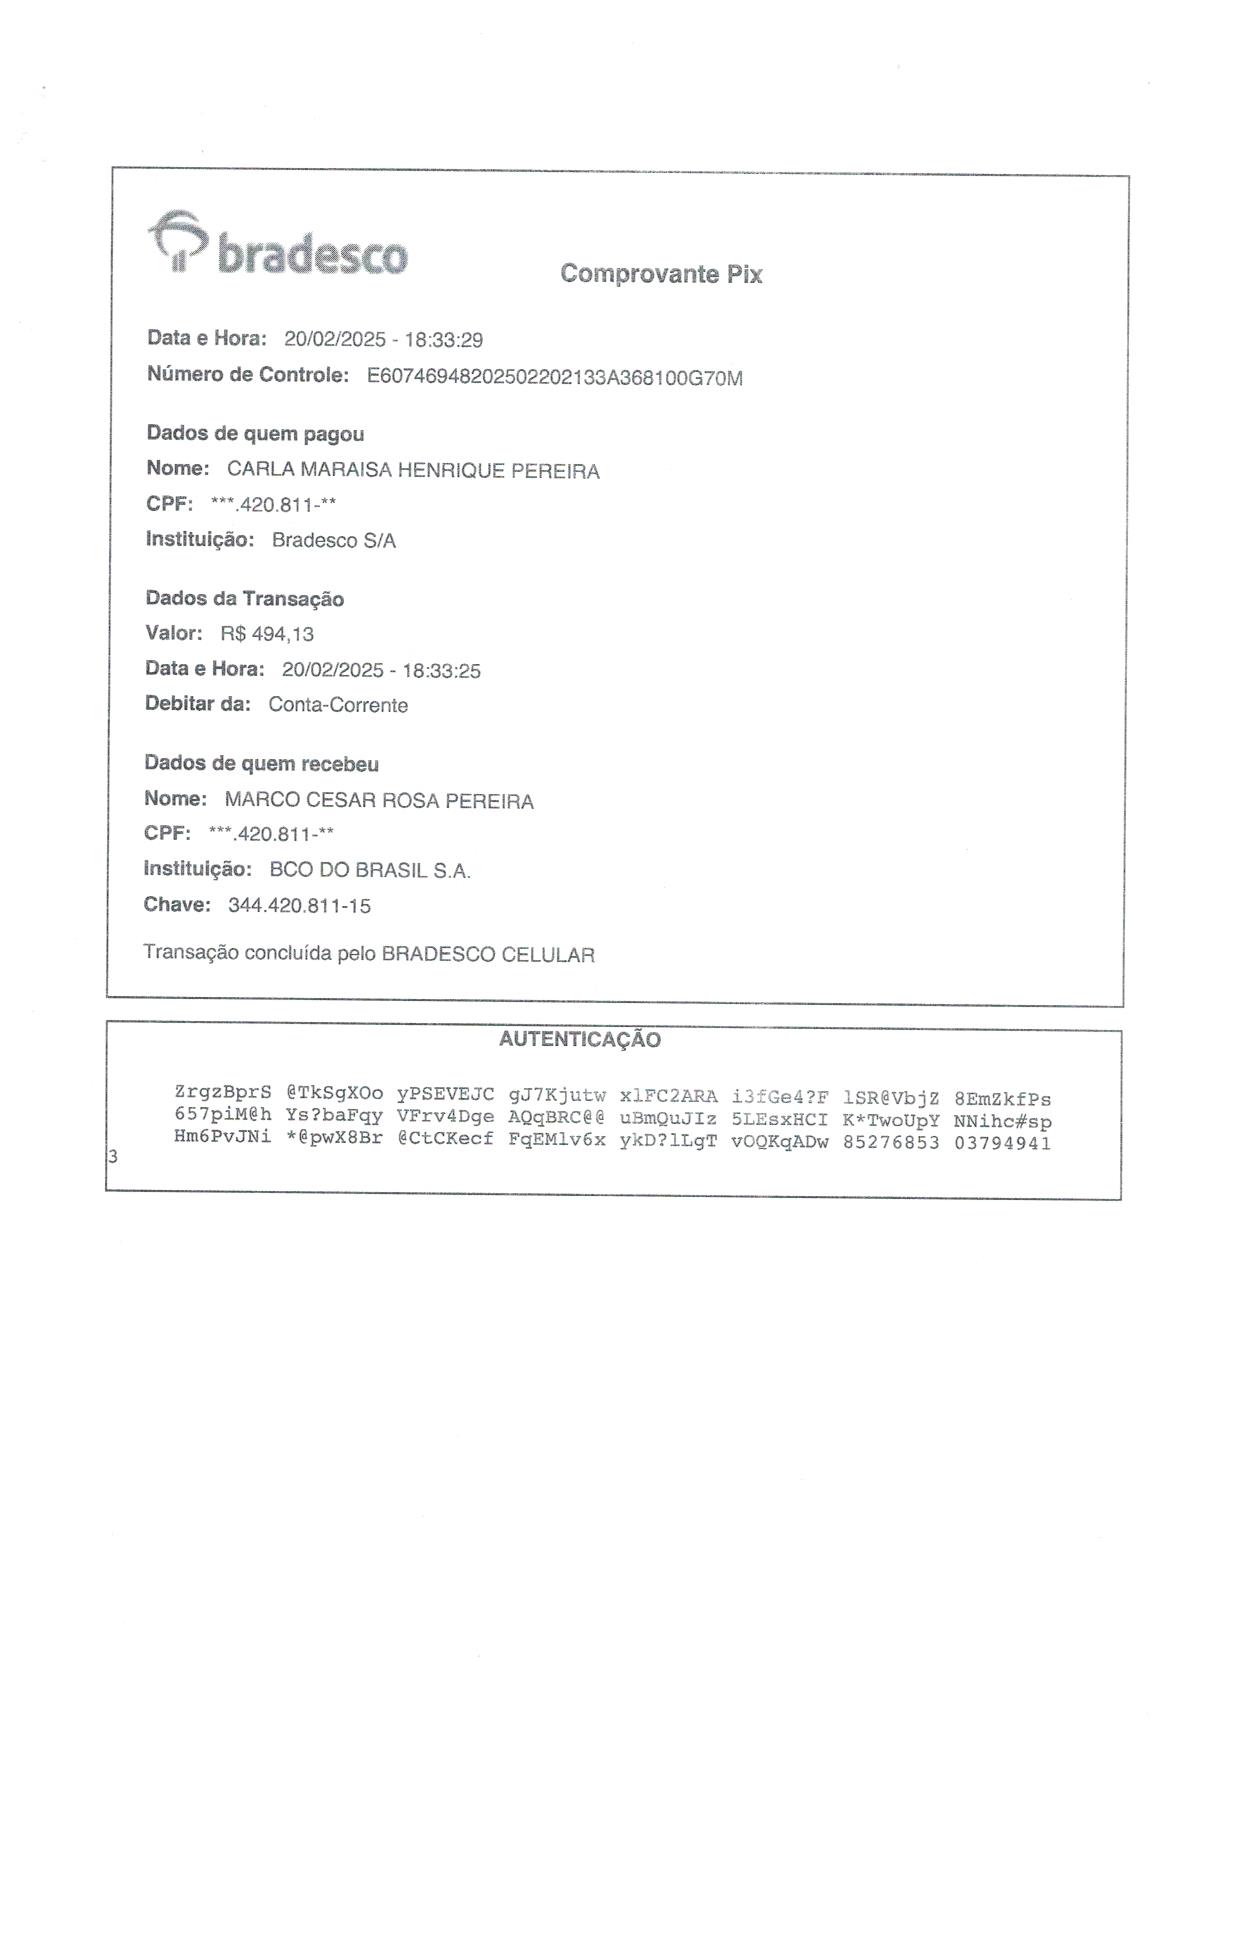 bradesco
Comprovante Pix
Data e Hora: 20/02/2025 - 18:33:29
Número de Controle: E60746948202502202133A368100G70M
Dados de quem pagou
Nome: CARLA MARAISA HENRIQUE PEREIRA
CPF: ***.420.811-**
Instituição: Bradesco S/A
Dados da Transação
Valor: R$ 494,13
Data e Hora: 20/02/2025 - 18:33:25
Debitar da: Conta-Corrente
Dados de quem recebeu
Nome: MARCO CESAR ROSA PEREIRA
CPF: ***.420.811-**
Instituição: BCO DO BRASIL S.A.
Chave: 344.420.811-15
Transação concluída pelo BRADESCO CELULAR
AUTENTICAÇÃO
ZrgzBprS @TkSgXOo yPSEVEJC gJ7Kjutw xlFC2ARA i3fGe4?F lSR@VbjZ 8EmZkfPs
657piM@h Ys?baFqy VFrv4Dge AQqBRC@@ uBmQuJIz 5LEsxHCI K*TwoUpY NNihc#sp
Hm6PvJNi *@pwX8Br @CtCKecf FqEMlv6x ykD?lLgT vOQKqADw 85276853 03794941
3